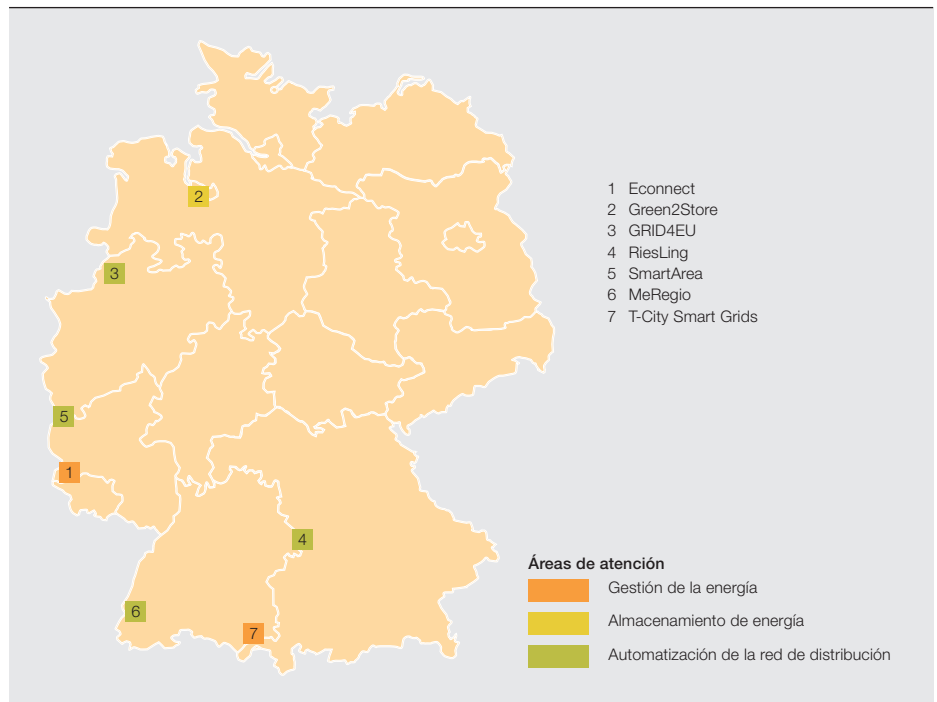 2
3
5
1
4
6
7
1 Econnect
2 Green2Store
3 GRID4EU
4 RiesLing
5 SmartArea
6 MeRegio
7 T-City Smart Grids
Áreas de atención
Gestión de la energía
Almacenamiento de energía
Automatización de la red de distribución